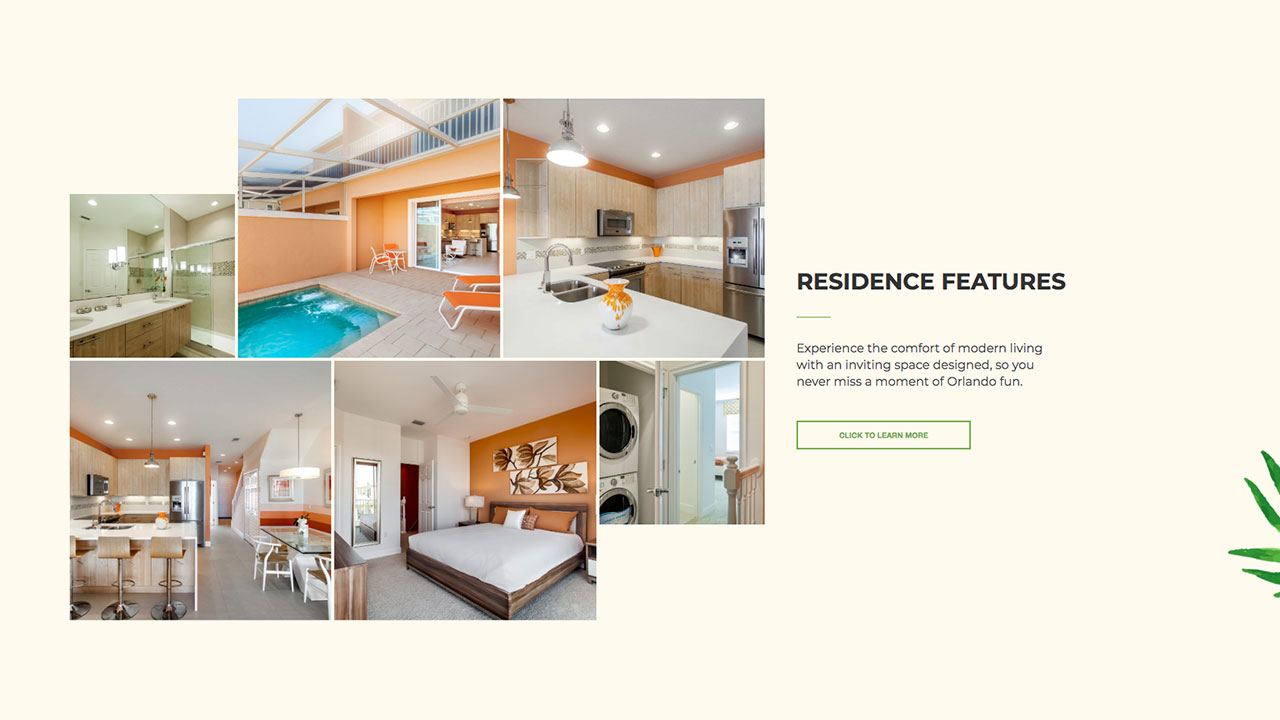 RESIDENCE FEATURES
Experience the comfort of modern living
with an inviting space designed, so you
never miss a moment of Orlando fun.
CLICK TO LEARN MORE